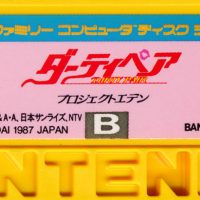 ファミリー コンピュータ ディスク
ダーティペア
プロジェクトエデン
&A・A, 日本サンライズ, NTV
DAI 1987 JAPAN
B
BAN
NTEN